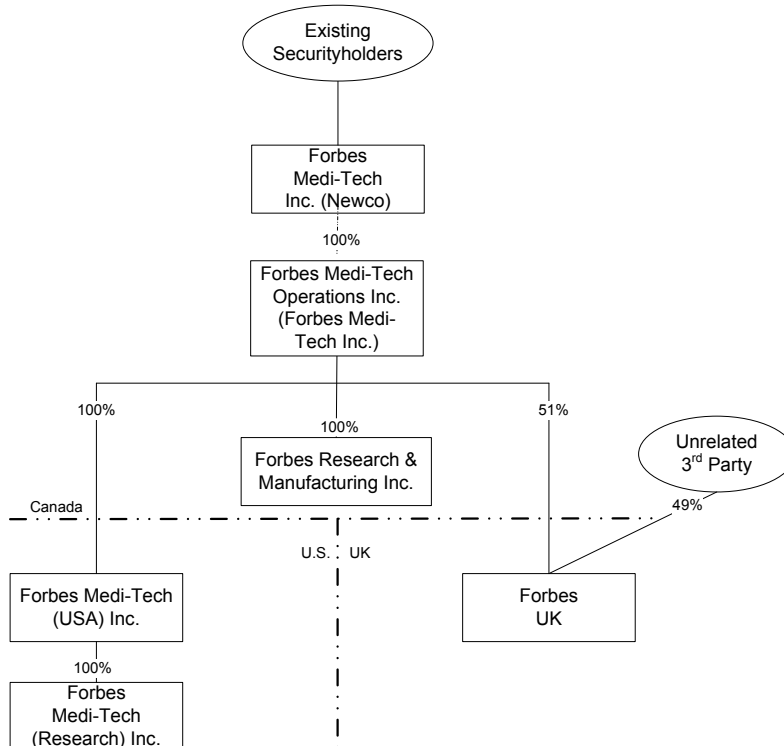 Existing
Securityholders
Forbes
Medi-Tech
Inc. (Newco)
100%
Forbes Medi-Tech
Operations Inc.
(Forbes Medi-
Tech Inc.)
100%
100%
51%
Forbes Research &
Manufacturing Inc.
Unrelated
3rd Party
49%
Canada
U.S.
UK
Forbes Medi-Tech
(USA) Inc.
Forbes
UK
100%
Forbes
Medi-Tech
(Research) Inc.